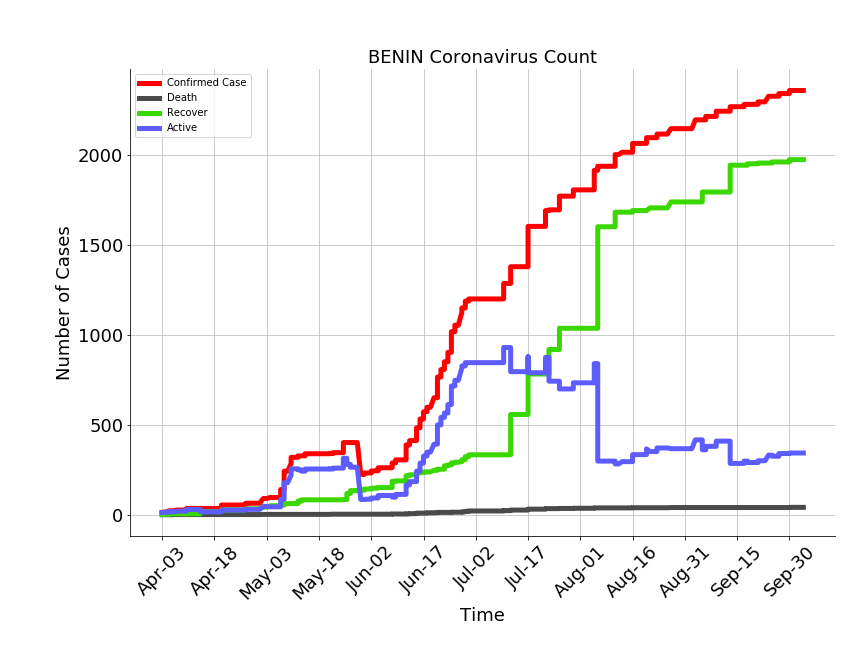 BENIN Coronavirus Count
Confirmed Case
Death
Recover
Active
2000
1500
1000
500
0
Number of Cases
Apr-03
Apr-18
May-03
May-18
Jun-02
Jun-17
Jul-02
Jul-17
Aug-01
Aug-16
Aug-31
Sep-15
Sep-30
Time